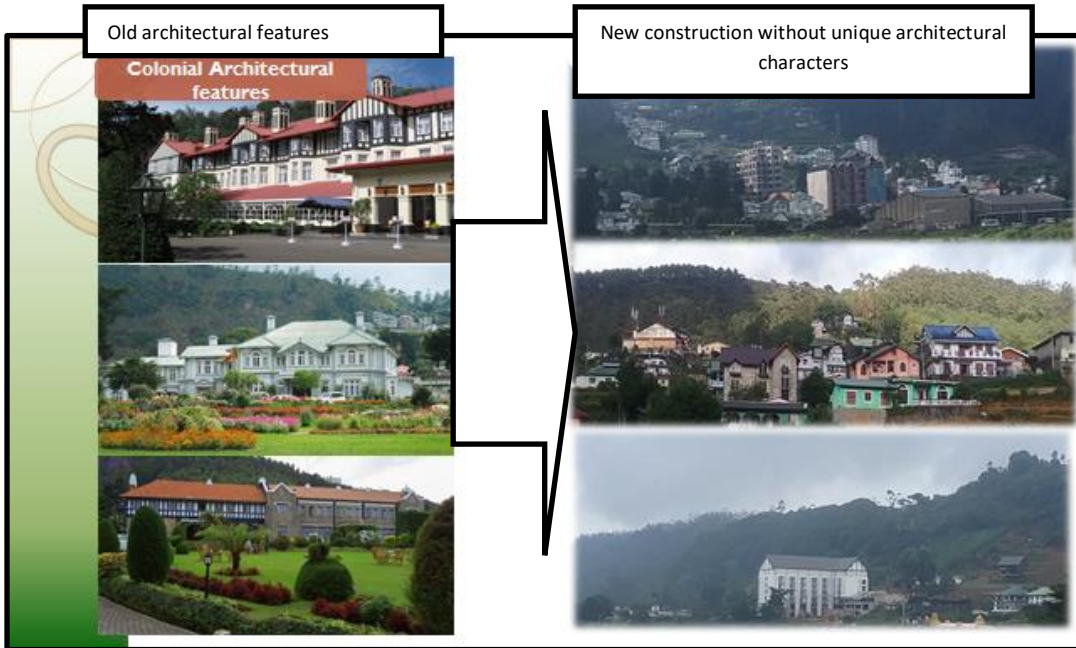 Old architectural features
New construction without unique architectural
characters
Colonial Architectural
features